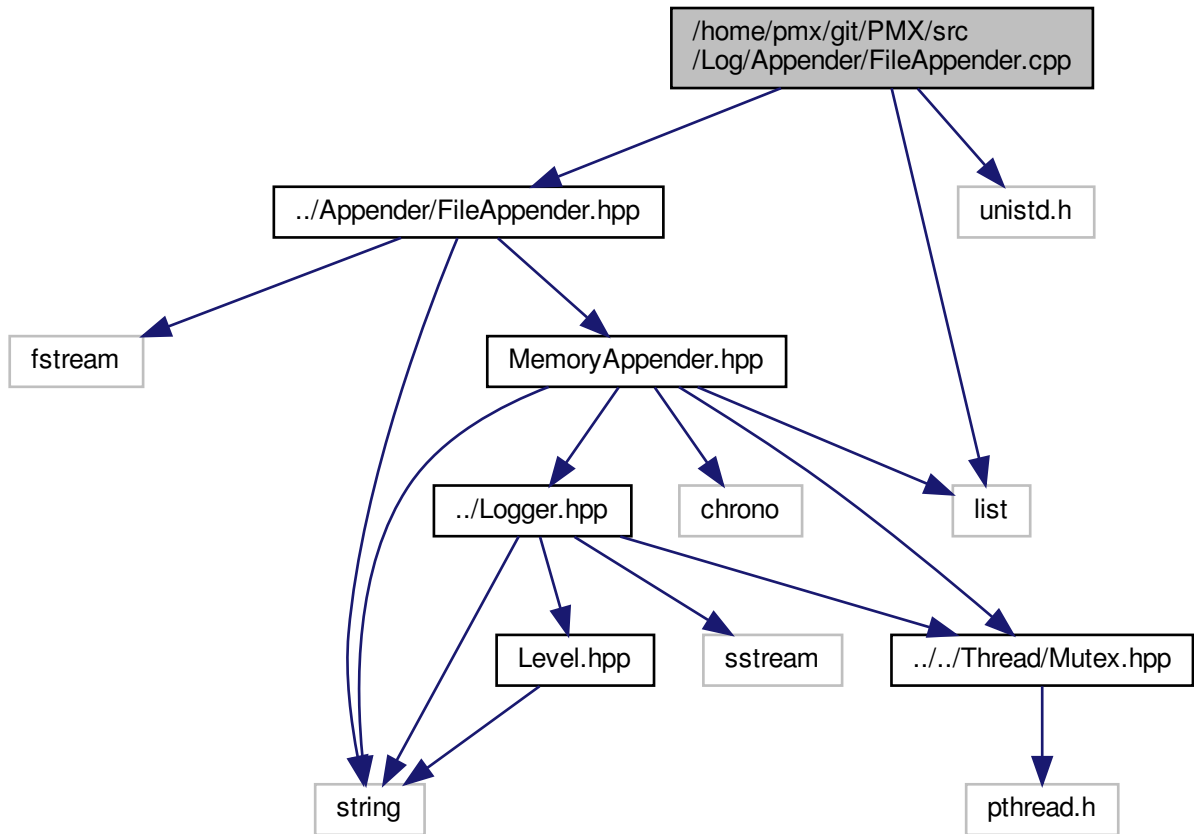 /home/pmx/git/PMX/src
/Log/Appender/FileAppender.cpp
../Appender/FileAppender.hpp
unistd.h
fstream
MemoryAppender.hpp
../Logger.hpp
chrono
list
Level.hpp
sstream
../../Thread/Mutex.hpp
string
pthread.h